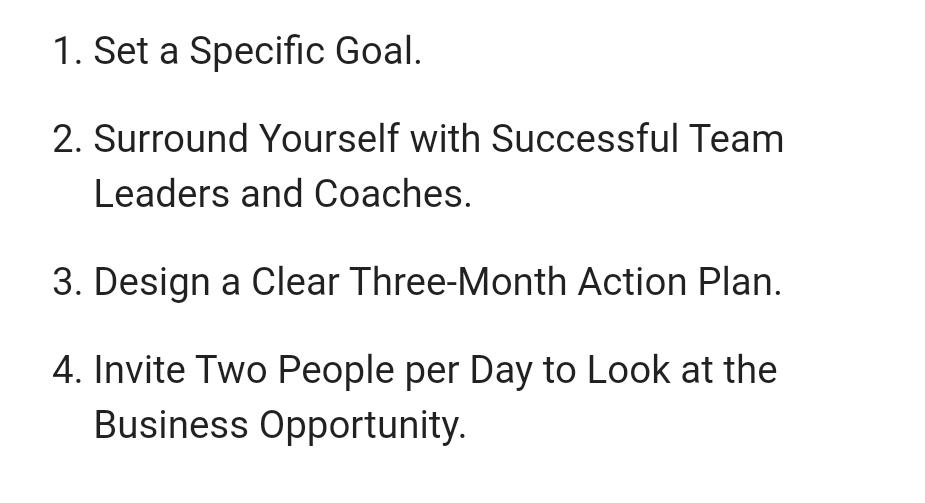 1. Set a Specific Goal.
2. Surround Yourself with Successful Team
Leaders and Coaches.
3. Design a Clear Three-Month Action Plan.
4. Invite Two People per Day to Look at the
Business Opportunity.